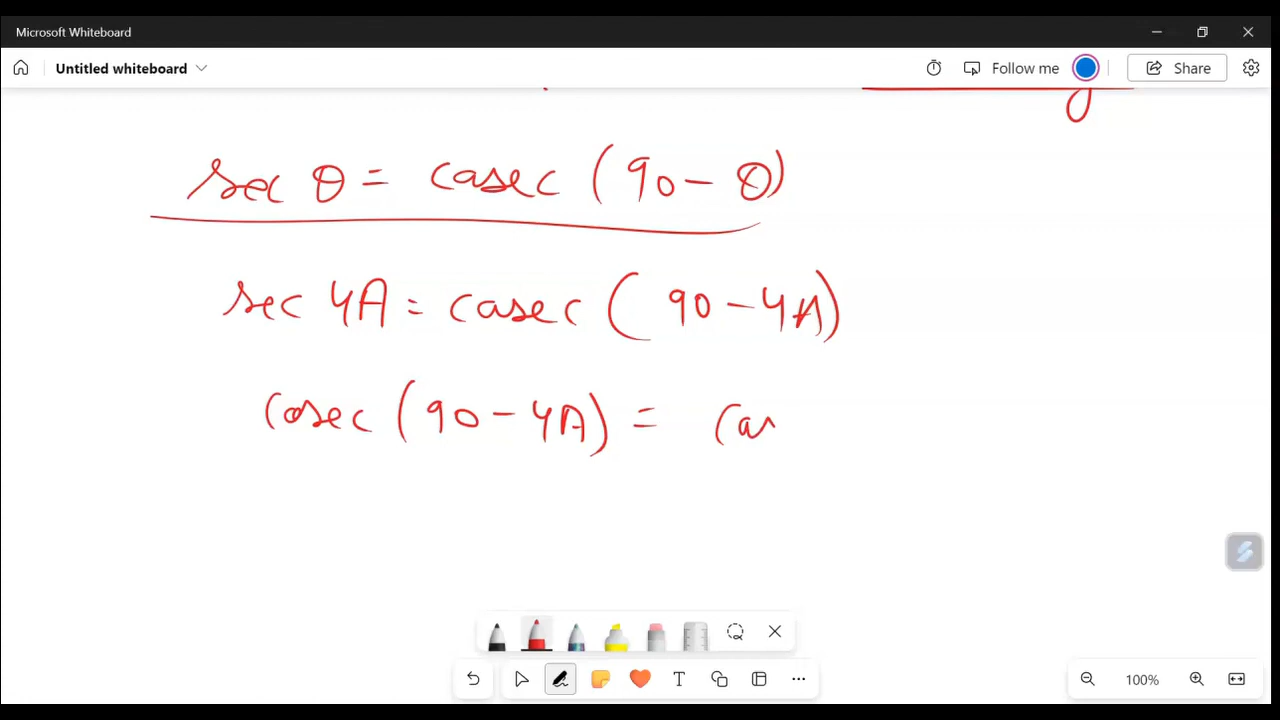 Microsoft Whiteboard
Untitled whiteboard
Follow me
Share
sec θ = cosec (90 - θ)
sec 4A = cosec (90 - 4A)
cosec (90 - 4A) = cos
T
100%